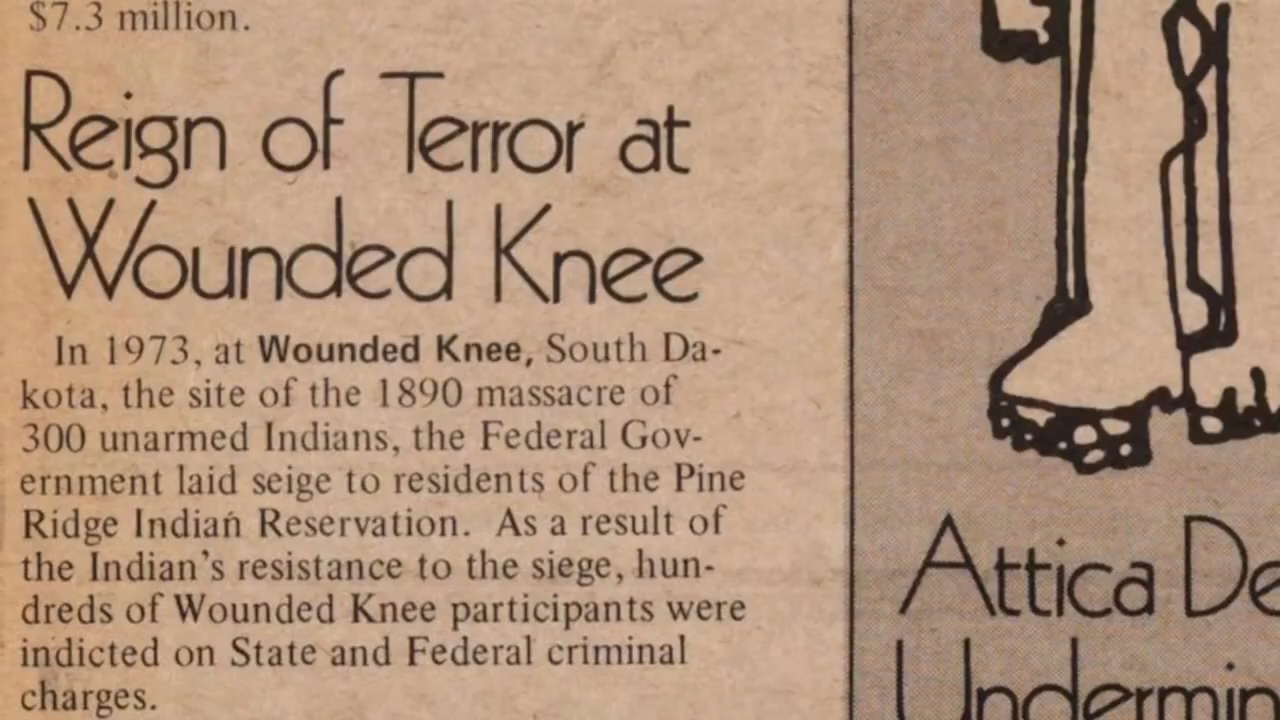 $7.3 million.
Reign of Terror at
Wounded Knee
In 1973, at Wounded Knee, South Da-
kota, the site of the 1890 massacre of
300 unarmed Indians, the Federal Gov-
ernment laid seige to residents of the Pine
Ridge Indian Reservation. As a result of
the Indian's resistance to the siege, hun-
dreds of Wounded Knee participants were
indicted on State and Federal criminal
charges.
Attica De
Undermin